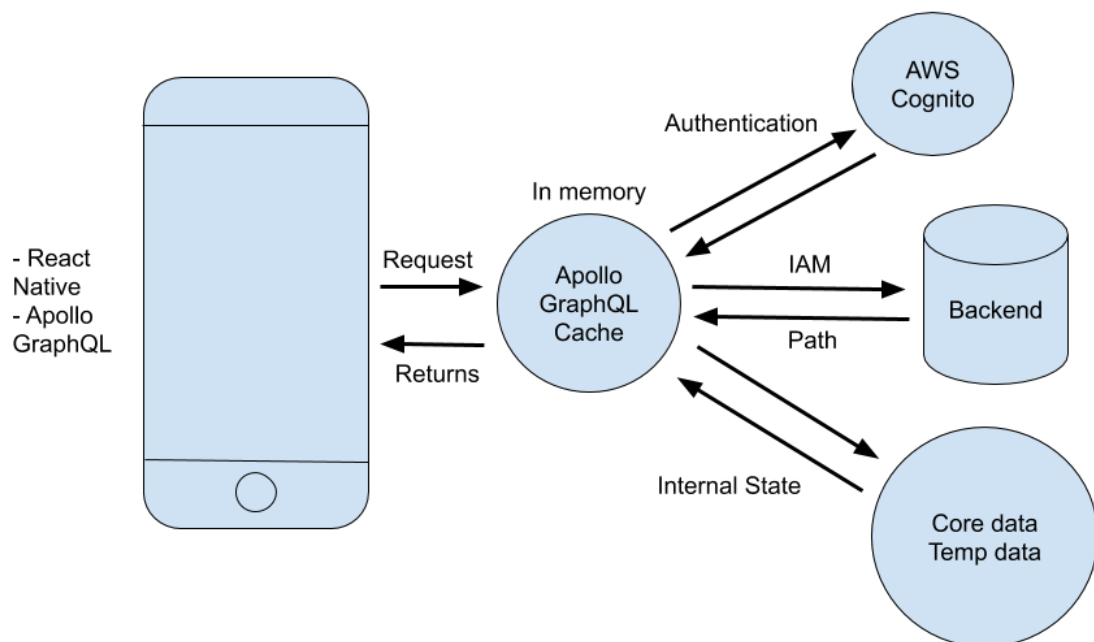 - React
Native
- Apollo
GraphQL
Request
Returns
In memory
Apollo
GraphQL
Cache
Authentication
AWS
Cognito
IAM
Path
Backend
Internal State
Core data
Temp data